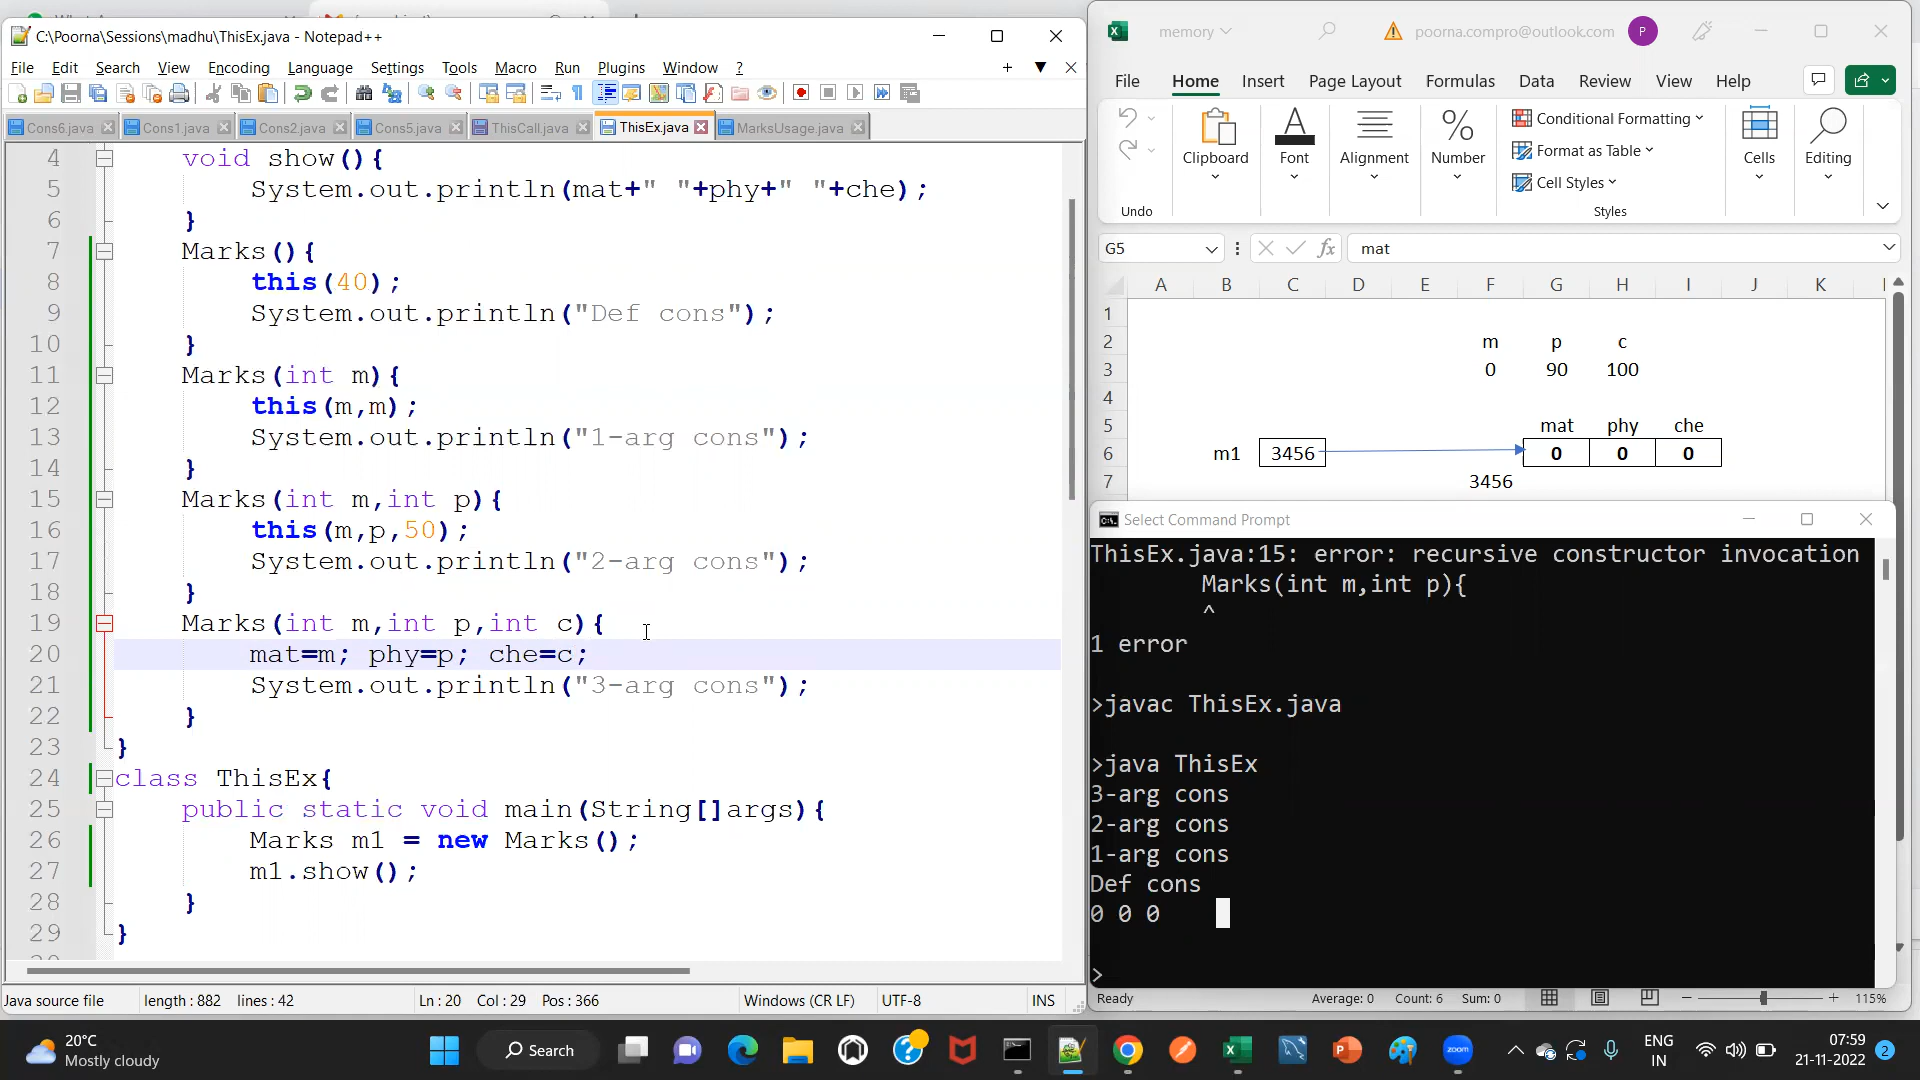 C:\Poorna\Sessions\madhu\ThisEx.java - Notepad++
File Edit Search View Encoding Language Settings Tools Macro Run Plugins Window ?
Cons6.java Cons1.java Cons2.java Cons5.java ThisCall.java ThisEx.java MarksUsage.java
4 void show(){
5 System.out.println(mat+" "+phy+" "+che);
6 }
7 Marks(){
8 this(40);
9 System.out.println("Def cons");
10 }
11 Marks(int m){
12 this(m,m);
13 System.out.println("1-arg cons");
14 }
15 Marks(int m,int p){
16 this(m,p,50);
17 System.out.println("2-arg cons");
18 }
19 Marks(int m,int p,int c){
20 mat=m; phy=p; che=c;
21 System.out.println("3-arg cons");
22 }
23 }
24 class ThisEx{
25 public static void main(String[]args){
26 Marks m1 = new Marks();
27 m1.show();
28 }
29 }
Java source file length : 882 lines : 42 Ln : 20 Col : 29 Pos : 366 Windows (CR LF) UTF-8 INS
memory poorna.compro@outlook.com P
File Home Insert Page Layout Formulas Data Review View Help
Clipboard Font Alignment Number Conditional Formatting Format as Table Cell Styles Cells Editing
Undo Styles
G5 fx mat
A B C D E F G H I J K
1
2 m p c
3 0 90 100
4
5 mat phy che
6 m1 3456 0 0 0
7 3456
Select Command Prompt
ThisEx.java:15: error: recursive constructor invocation
Marks(int m,int p){
^
1 error
>javac ThisEx.java
>java ThisEx
3-arg cons
2-arg cons
1-arg cons
Def cons
0 0 0
>
Ready Average: 0 Count: 6 Sum: 0 115%
20°C
Mostly cloudy
Search
zoom
ENG
IN
07:59
21-11-2022
2